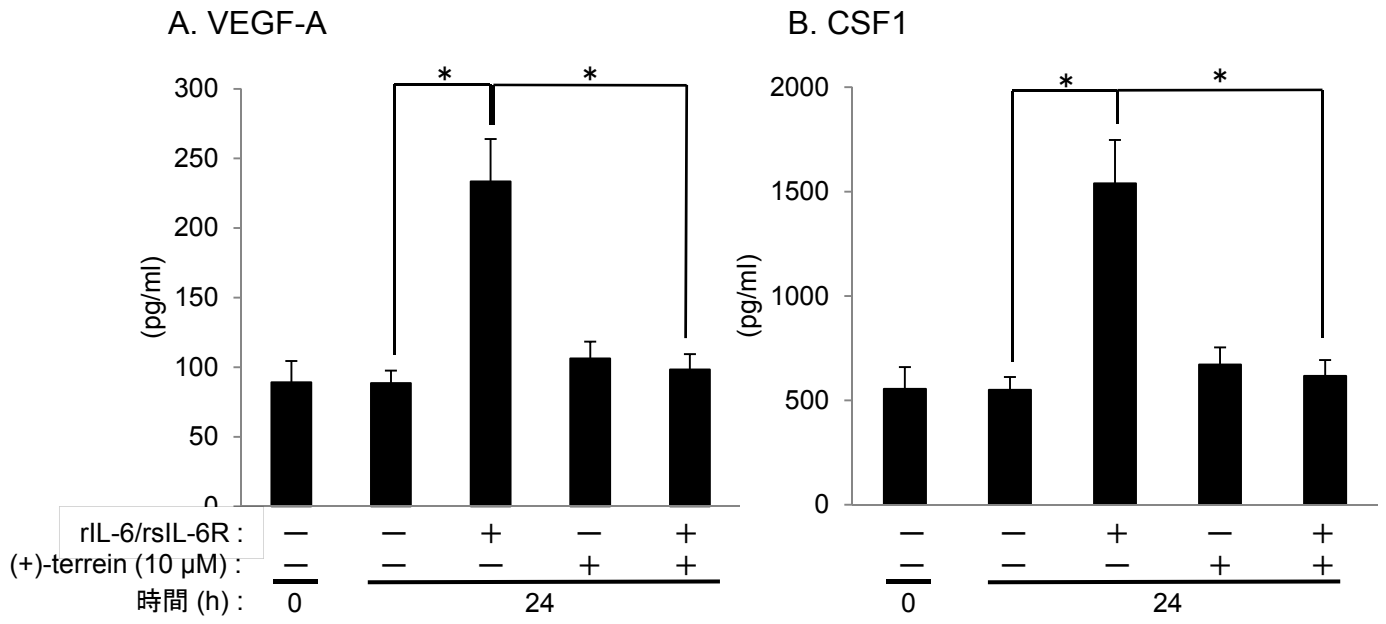 A. VEGF-A
B. CSF1
*
*
300
250
200
150
100
50
0
(pg/ml)
*
*
2000
1500
1000
500
0
(pg/ml)
rIL-6/rsIL-6R : — — + — + — — + — +
(+)-terrein (10 μM) : — — — + + — — — + +
時間 (h) : 0 24 0 24